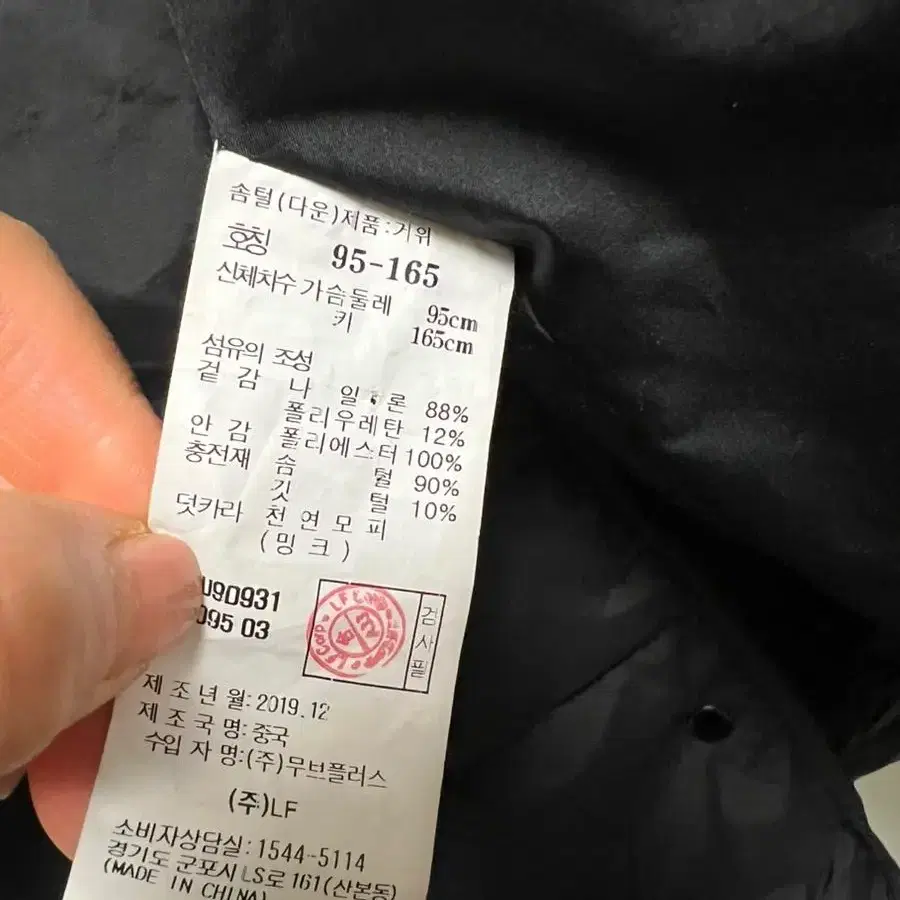 솜털(다운)제품:거위
호칭 95-165
신체치수 가슴둘레 95cm
키 165cm
섬유의 조성
겉감 나일론 88%
폴리우레탄 12%
안감 폴리에스터 100%
충전재 솜털 90%
깃털 10%
덧카라 천연모피
(밍크)
U90931
095 03
검사필
제조년월: 2019.12
제조국명: 중국
수입자명:(주)무브플러스
(주)LF
소비자상담실: 1544-5114
경기도 군포시 LS로 161(산본동)
(MADE IN CHINA)